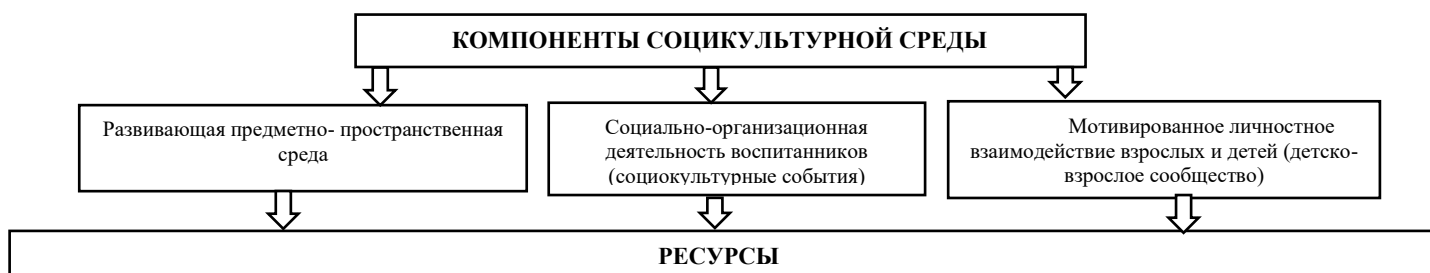 КОМПОНЕНТЫ СОЦИКУЛЬТУРНОЙ СРЕДЫ
Развивающая предметно- пространственная
среда
Социально-организационная
деятельность воспитанников
(социокультурные события)
Мотивированное личностное
взаимодействие взрослых и детей (детско-
взрослое сообщество)
РЕСУРСЫ